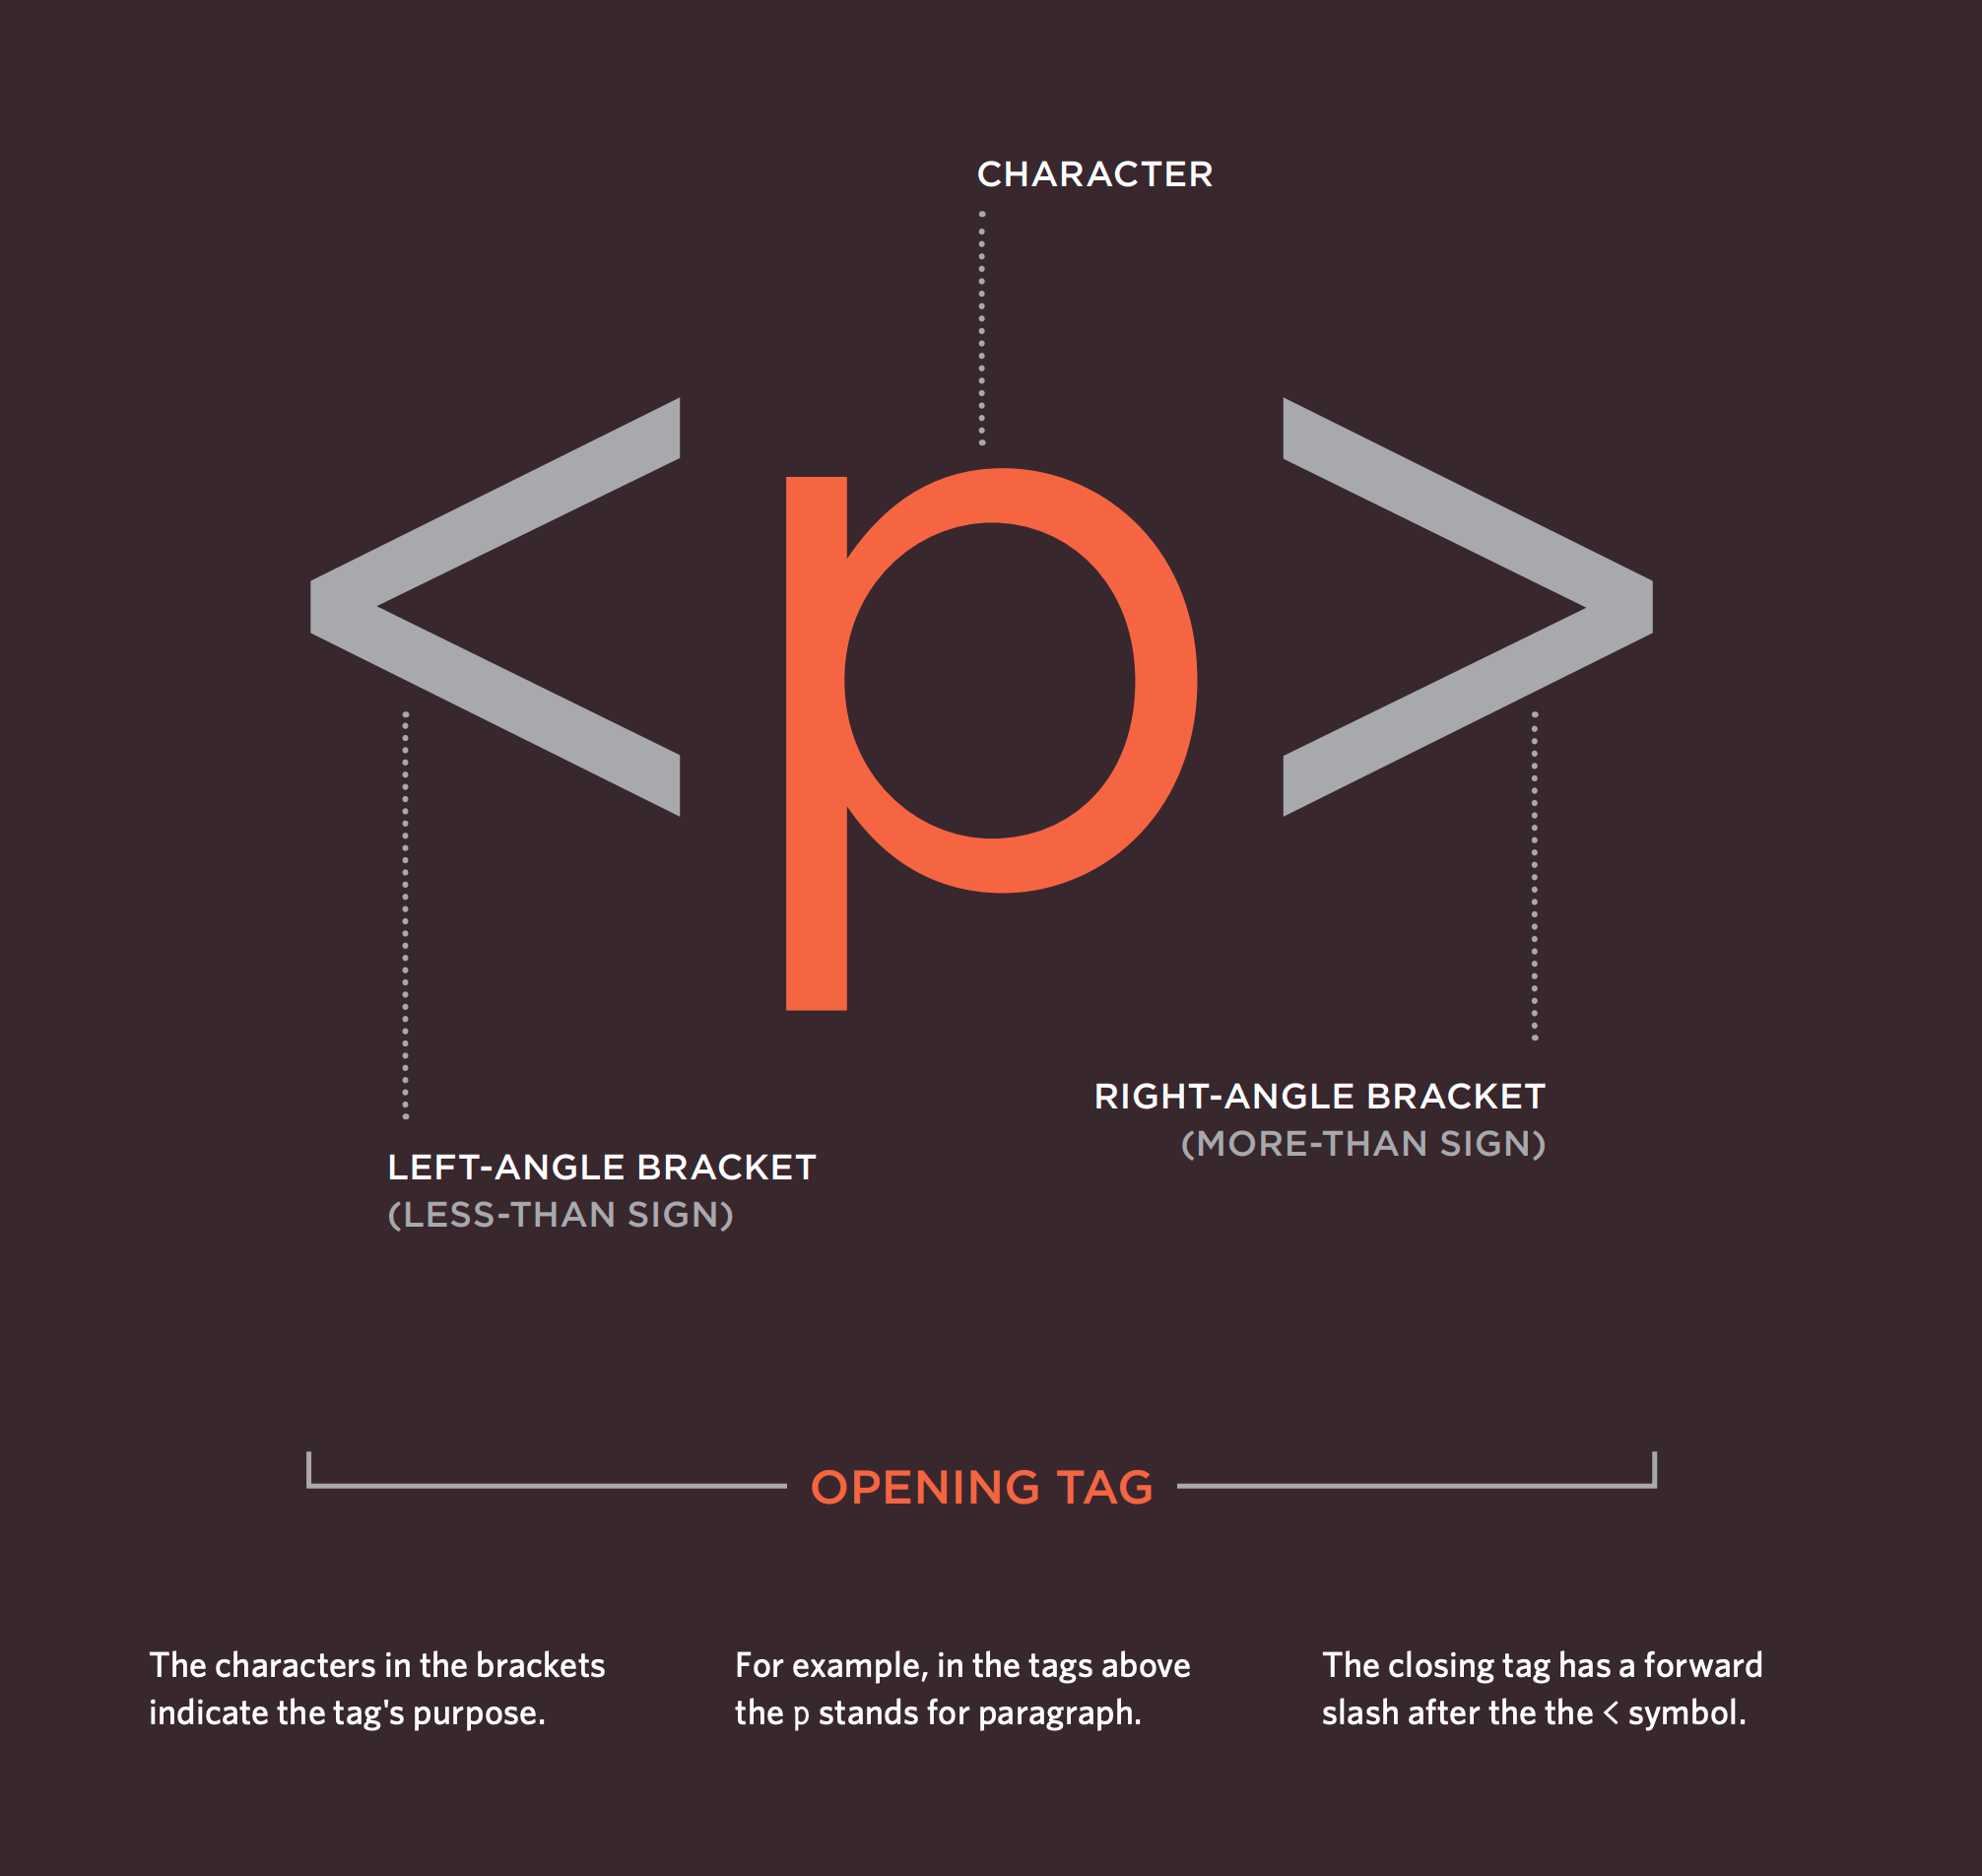 CHARACTER
<p>
LEFT-ANGLE BRACKET
(LESS-THAN SIGN)
RIGHT-ANGLE BRACKET
(MORE-THAN SIGN)
OPENING TAG
The characters in the brackets
indicate the tag's purpose.
For example, in the tags above
the p stands for paragraph.
The closing tag has a forward
slash after the the < symbol.